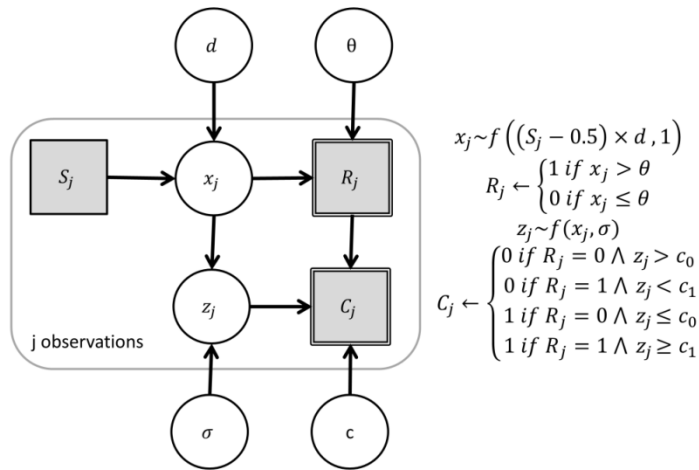 d
θ
S_j
x_j
R_j
z_j
C_j
j observations
σ
c
x_j~f((S_j − 0.5) × d , 1)
R_j ← {1 if x_j > θ
0 if x_j ≤ θ
z_j~f(x_j, σ)
C_j ← {0 if R_j = 0 ∧ z_j > c_0
0 if R_j = 1 ∧ z_j < c_1
1 if R_j = 0 ∧ z_j ≤ c_0
1 if R_j = 1 ∧ z_j ≥ c_1